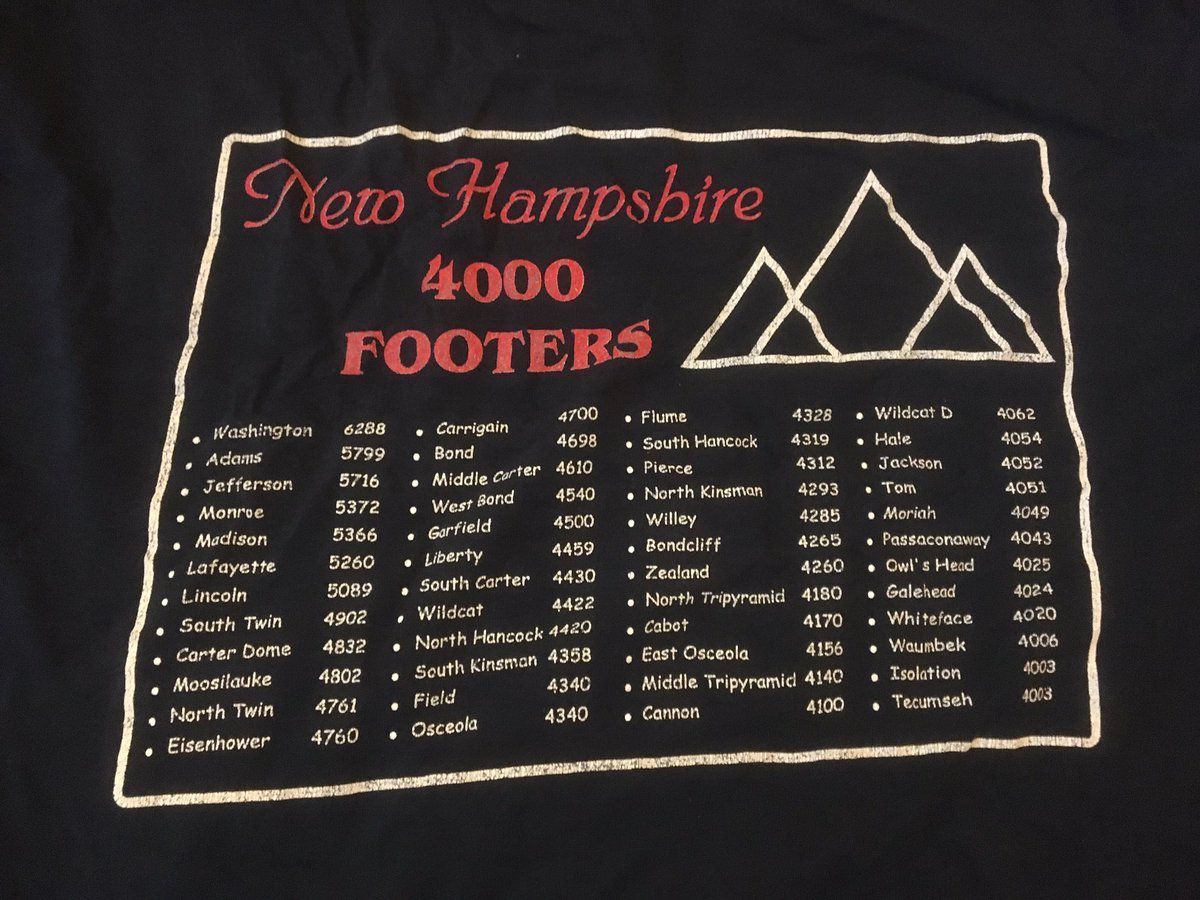 New Hampshire
4000
FOOTERS
• Washington 6288
• Adams 5799
• Jefferson 5716
• Monroe 5372
• Madison 5366
• Lafayette 5260
• Lincoln 5089
• South Twin 4902
• Carter Dome 4832
• Moosilauke 4802
• North Twin 4761
• Eisenhower 4760
• Carrigain 4700
• Bond 4698
• Middle Carter 4610
• West Bond 4540
• Garfield 4500
• Liberty 4459
• South Carter 4430
• Wildcat 4422
• North Hancock 4420
• South Kinsman 4358
• Field 4340
• Osceola 4340
• Flume 4328
• South Hancock 4319
• Pierce 4312
• North Kinsman 4293
• Willey 4285
• Bondcliff 4265
• Zealand 4260
• North Tripyramid 4180
• Cabot 4170
• East Osceola 4156
• Middle Tripyramid 4140
• Cannon 4100
• Wildcat D 4062
• Hale 4054
• Jackson 4052
• Tom 4051
• Moriah 4049
• Passaconaway 4043
• Owl's Head 4025
• Galehead 4024
• Whiteface 4020
• Waumbek 4006
• Isolation 4003
• Tecumseh 4003